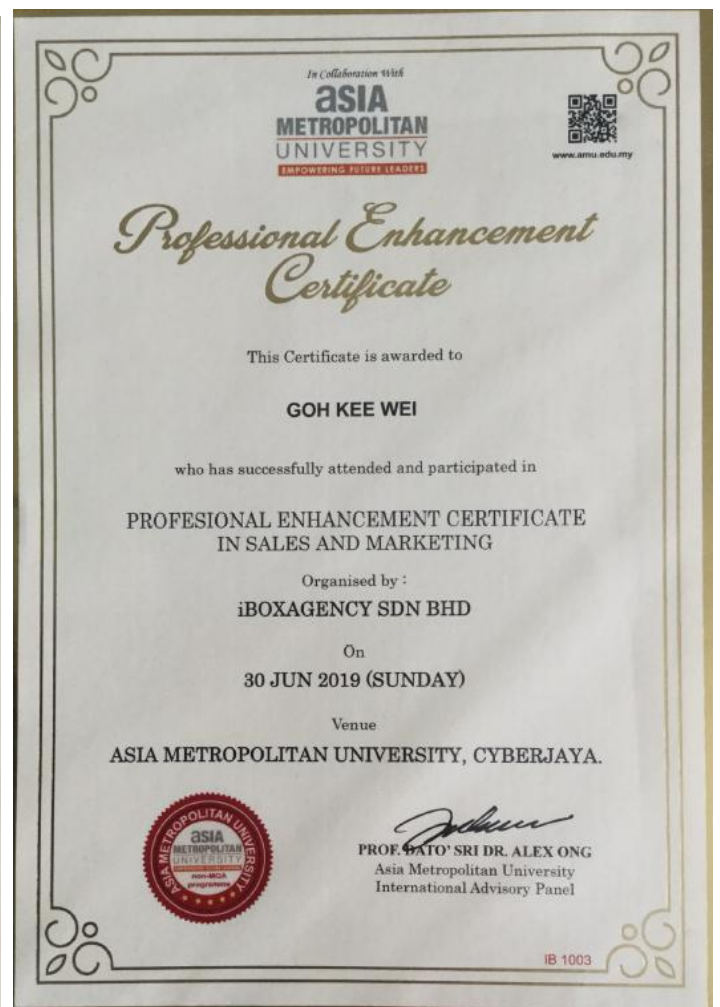 In Collaboration With
asia
METROPOLITAN
UNIVERSITY
EMPOWERING FUTURE LEADERS
www.amu.edu.my
Professional Enhancement
Certificate
This Certificate is awarded to
GOH KEE WEI
who has successfully attended and participated in
PROFESIONAL ENHANCEMENT CERTIFICATE
IN SALES AND MARKETING
Organised by :
iBOXAGENCY SDN BHD
On
30 JUN 2019 (SUNDAY)
Venue
ASIA METROPOLITAN UNIVERSITY, CYBERJAYA.
ASIA METROPOLITAN UNIVERSITY
asia
METROPOLITAN
UNIVERSITY
non-MQA
programme
PROF. DATO' SRI DR. ALEX ONG
Asia Metropolitan University
International Advisory Panel
IB 1003